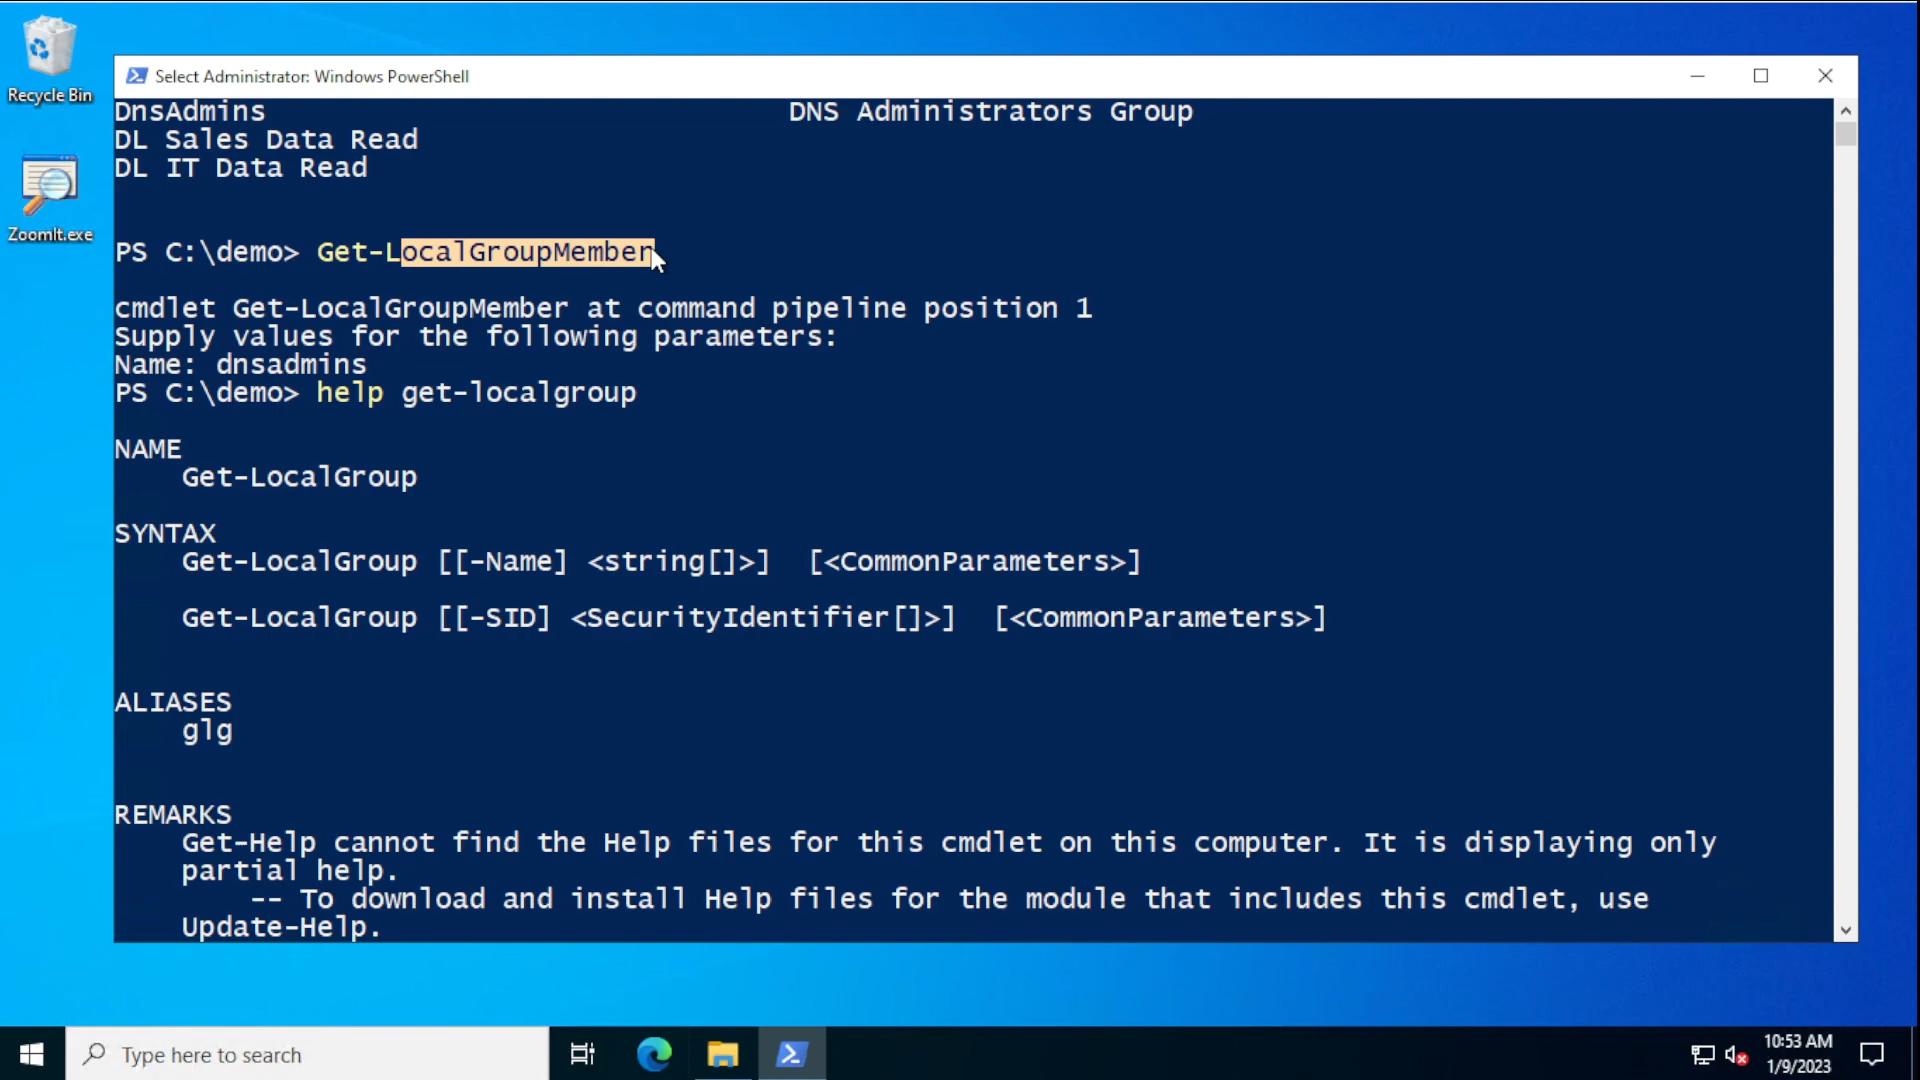 Recycle Bin
ZoomIt.exe
Select Administrator: Windows PowerShell
DnsAdmins DNS Administrators Group
DL Sales Data Read
DL IT Data Read
PS C:\demo> Get-LocalGroupMember
cmdlet Get-LocalGroupMember at command pipeline position 1
Supply values for the following parameters:
Name: dnsadmins
PS C:\demo> help get-localgroup
NAME
Get-LocalGroup
SYNTAX
Get-LocalGroup [[-Name] <string[]>] [<CommonParameters>]
Get-LocalGroup [[-SID] <SecurityIdentifier[]>] [<CommonParameters>]
ALIASES
glg
REMARKS
Get-Help cannot find the Help files for this cmdlet on this computer. It is displaying only
partial help.
-- To download and install Help files for the module that includes this cmdlet, use
Update-Help.
Type here to search
10:53 AM
1/9/2023